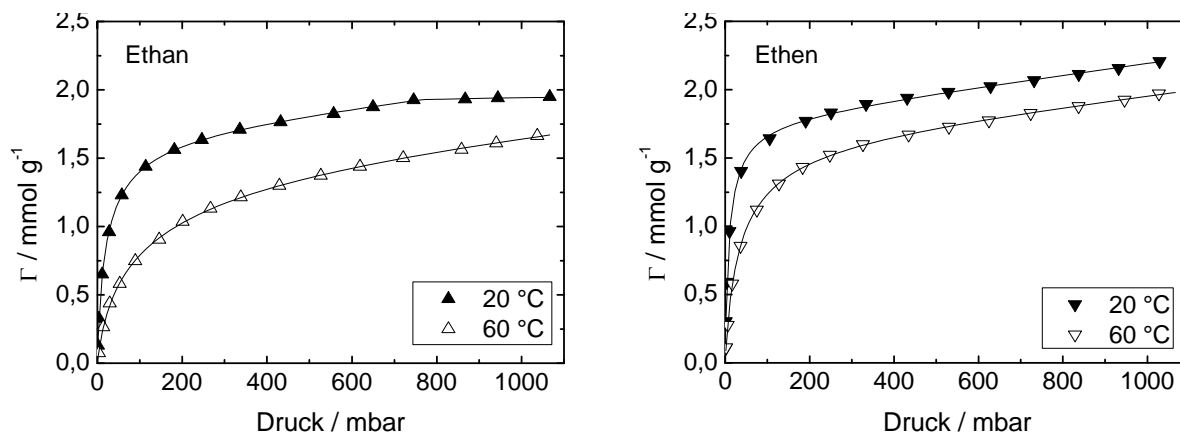 Ethan
Γ / mmol g⁻¹
2,5
2,0
1,5
1,0
0,5
0,0
0 200 400 600 800 1000
Druck / mbar
20 °C
60 °C
Ethen
Γ / mmol g⁻¹
2,5
2,0
1,5
1,0
0,5
0,0
0 200 400 600 800 1000
Druck / mbar
20 °C
60 °C